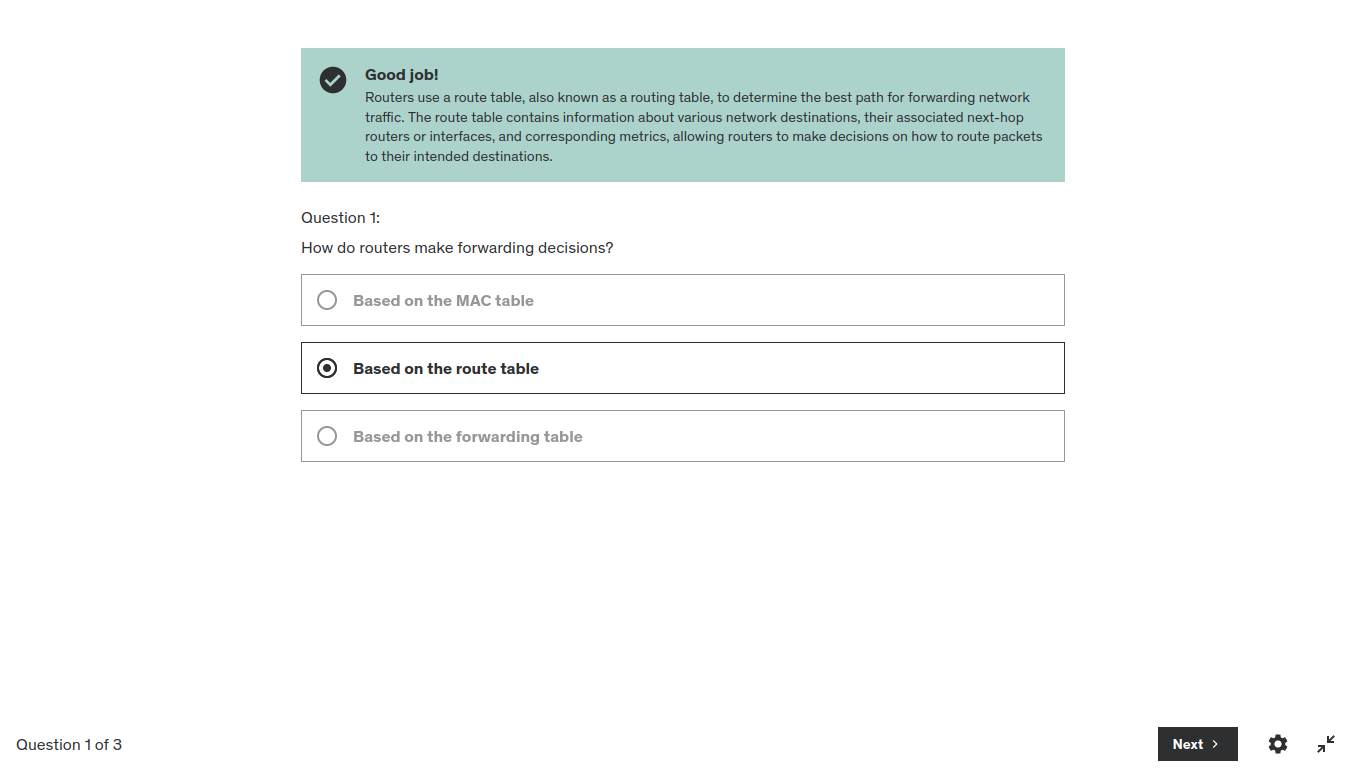 Good job!
Routers use a route table, also known as a routing table, to determine the best path for forwarding network
traffic. The route table contains information about various network destinations, their associated next-hop
routers or interfaces, and corresponding metrics, allowing routers to make decisions on how to route packets
to their intended destinations.
Question 1:
How do routers make forwarding decisions?
Based on the MAC table
Based on the route table
Based on the forwarding table
Question 1 of 3
Next